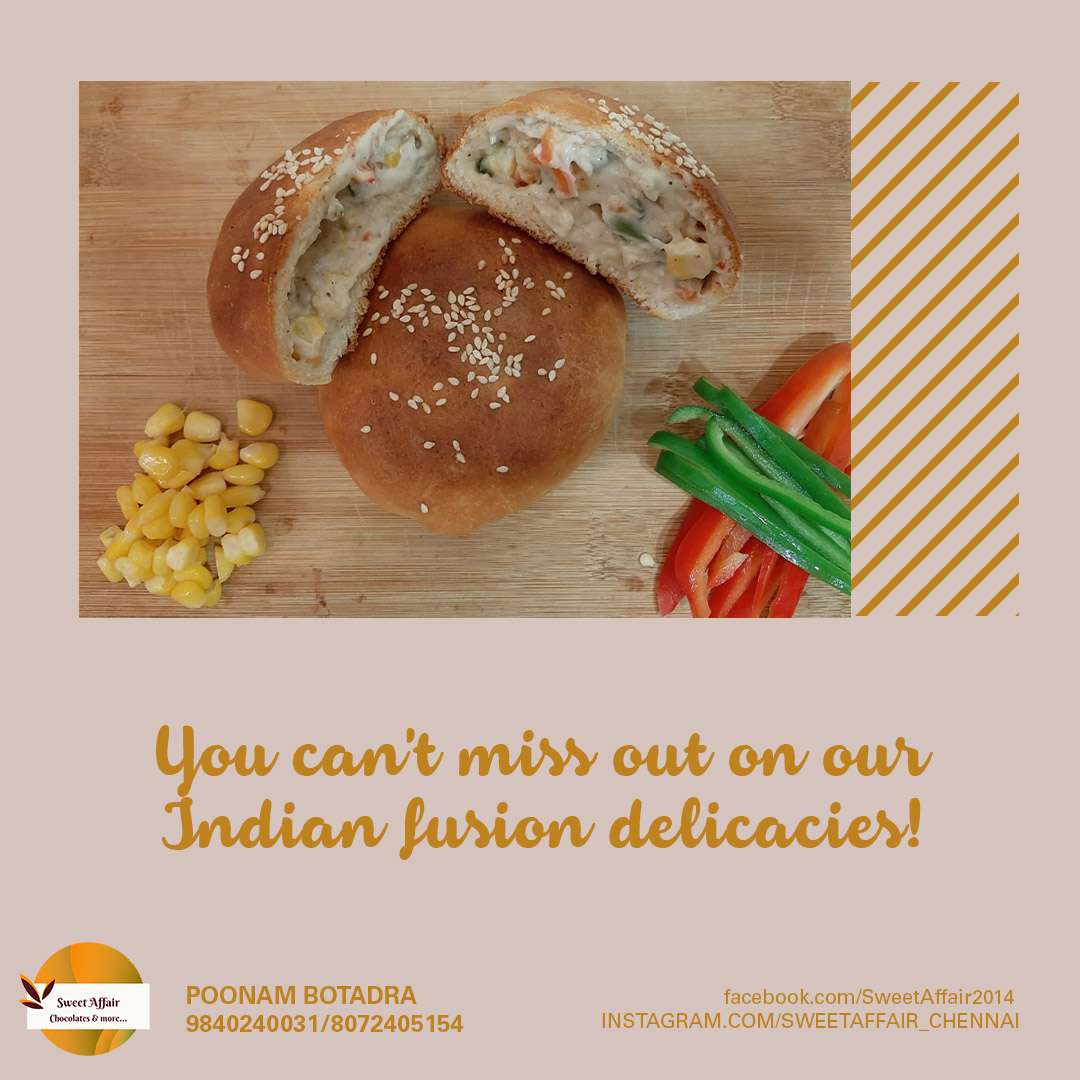 You can't miss out on our
Indian fusion delicacies!
Sweet Affair
Chocolates & more...
POONAM BOTADRA
9840240031/8072405154
facebook.com/SweetAffair2014
INSTAGRAM.COM/SWEETAFFAIR_CHENNAI